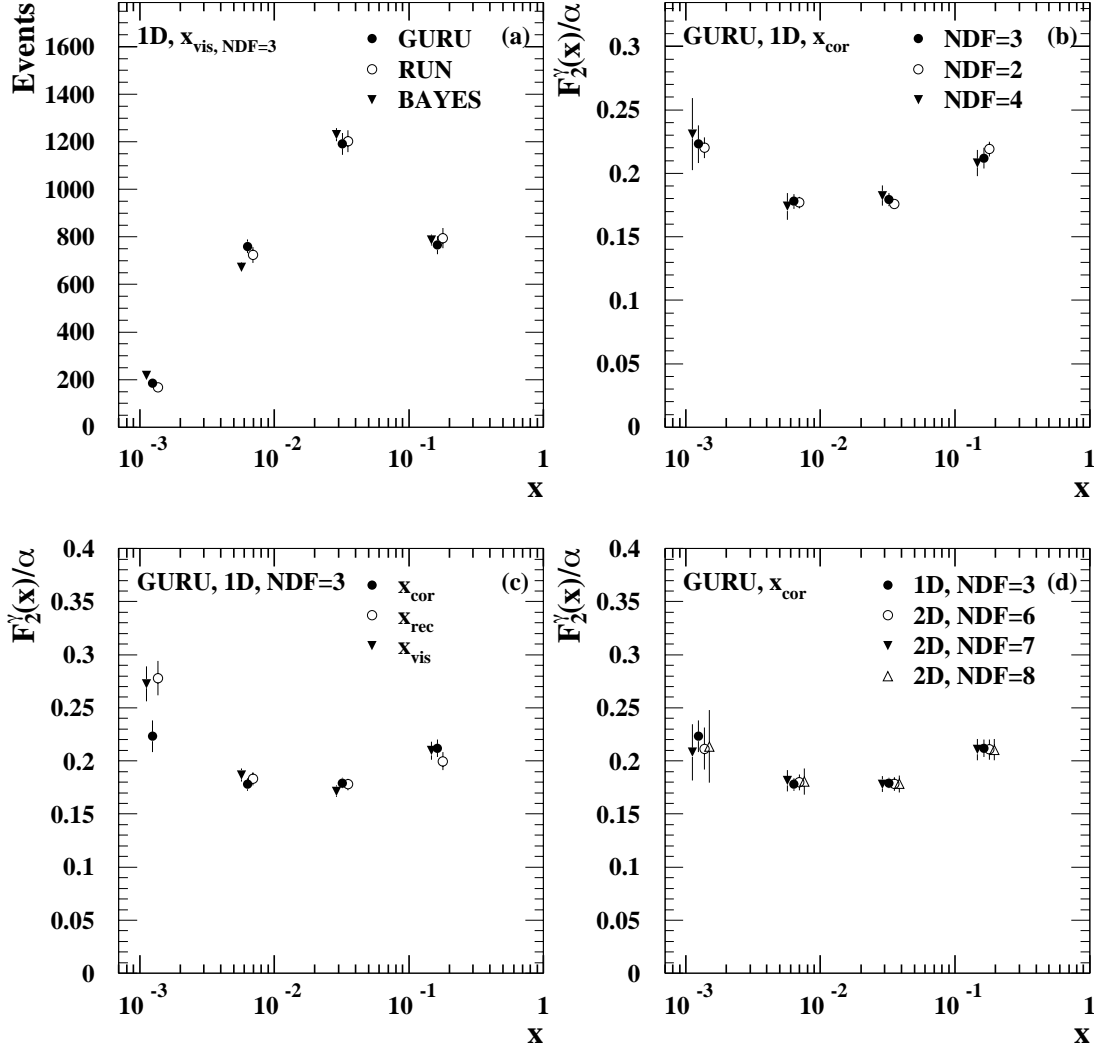 Events
1D, x_vis, NDF=3
(a)
GURU
RUN
BAYES
1600
1400
1200
1000
800
600
400
200
0
10^-3
10^-2
10^-1
1
x
F_2^γ(x)/α
GURU, 1D, x_cor
(b)
NDF=3
NDF=2
NDF=4
0.3
0.25
0.2
0.15
0.1
0.05
0
10^-3
10^-2
10^-1
1
x
F_2^γ(x)/α
GURU, 1D, NDF=3
(c)
x_cor
x_rec
x_vis
0.4
0.35
0.3
0.25
0.2
0.15
0.1
0.05
0
10^-3
10^-2
10^-1
1
x
F_2^γ(x)/α
GURU, x_cor
(d)
1D, NDF=3
2D, NDF=6
2D, NDF=7
2D, NDF=8
0.4
0.35
0.3
0.25
0.2
0.15
0.1
0.05
0
10^-3
10^-2
10^-1
1
x